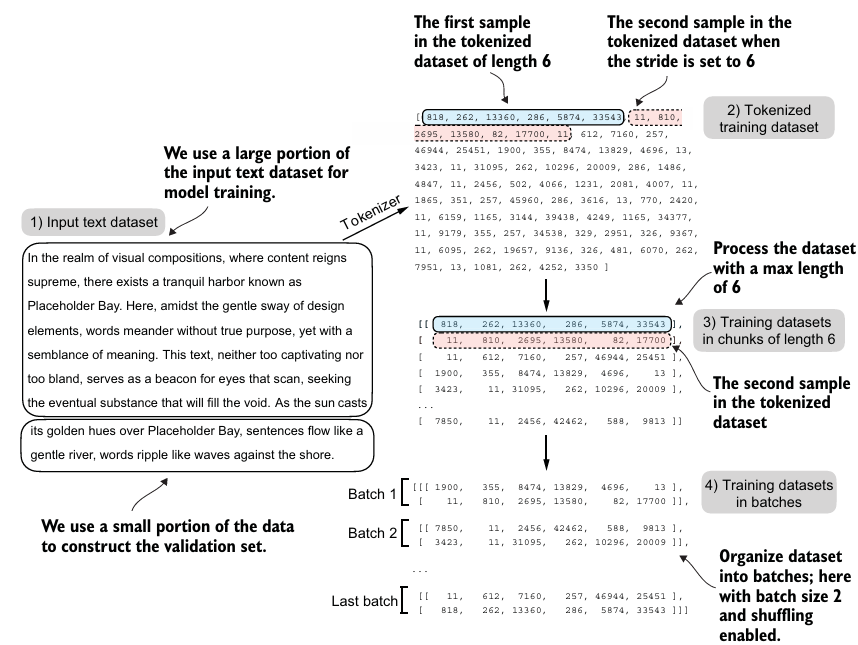 The first sample
in the tokenized
dataset of length 6
The second sample in the
tokenized dataset when
the stride is set to 6
[ 818, 262, 13360, 286, 5874, 33543, 11, 810,
2695, 13580, 82, 17700, 11, 612, 7160, 257,
46944, 25451, 1900, 355, 8474, 13829, 4696, 13,
3423, 11, 31095, 262, 10296, 20009, 286, 1486,
4847, 11, 2456, 502, 4066, 1231, 2081, 4007, 11,
1865, 351, 257, 45960, 286, 3616, 13, 770, 2420,
11, 6159, 1165, 3144, 39438, 4249, 1165, 34377,
11, 9179, 355, 257, 34538, 329, 2951, 326, 9367,
11, 6095, 262, 19657, 9136, 326, 481, 6070, 262,
7951, 13, 1081, 262, 4252, 3350 ]
2) Tokenized
training dataset
We use a large portion of
the input text dataset for
model training.
Tokenizer
1) Input text dataset
In the realm of visual compositions, where content reigns
supreme, there exists a tranquil harbor known as
Placeholder Bay. Here, amidst the gentle sway of design
elements, words meander without true purpose, yet with a
semblance of meaning. This text, neither too captivating nor
too bland, serves as a beacon for eyes that scan, seeking
the eventual substance that will fill the void. As the sun casts
its golden hues over Placeholder Bay, sentences flow like a
gentle river, words ripple like waves against the shore.
We use a small portion of the data
to construct the validation set.
Process the dataset
with a max length
of 6
[[ 818, 262, 13360, 286, 5874, 33543 ],
[ 11, 810, 2695, 13580, 82, 17700 ],
[ 11, 612, 7160, 257, 46944, 25451 ],
[ 1900, 355, 8474, 13829, 4696, 13 ],
[ 3423, 11, 31095, 262, 10296, 20009 ],
...
[ 7850, 11, 2456, 42462, 588, 9813 ]]
3) Training datasets
in chunks of length 6
The second sample
in the tokenized
dataset
Batch 1
[[[ 1900, 355, 8474, 13829, 4696, 13 ],
[ 11, 810, 2695, 13580, 82, 17700 ]],
Batch 2
[[ 7850, 11, 2456, 42462, 588, 9813 ],
[ 3423, 11, 31095, 262, 10296, 20009 ]],
...
Last batch
[[ 11, 612, 7160, 257, 46944, 25451 ],
[ 818, 262, 13360, 286, 5874, 33543 ]]]
4) Training datasets
in batches
Organize dataset
into batches; here
with batch size 2
and shuffling
enabled.